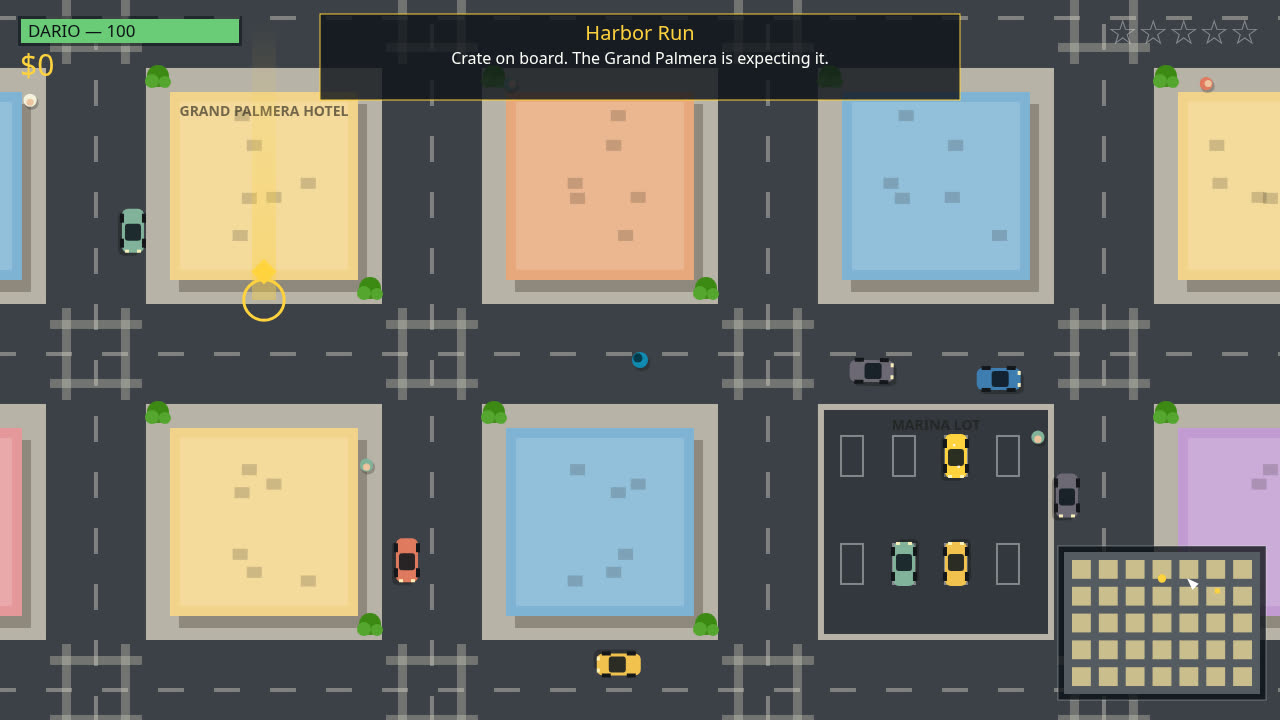 DARIO — 100
$0
Harbor Run
Crate on board. The Grand Palmera is expecting it.
☆☆☆☆☆
GRAND PALMERA HOTEL
MARINA LOT